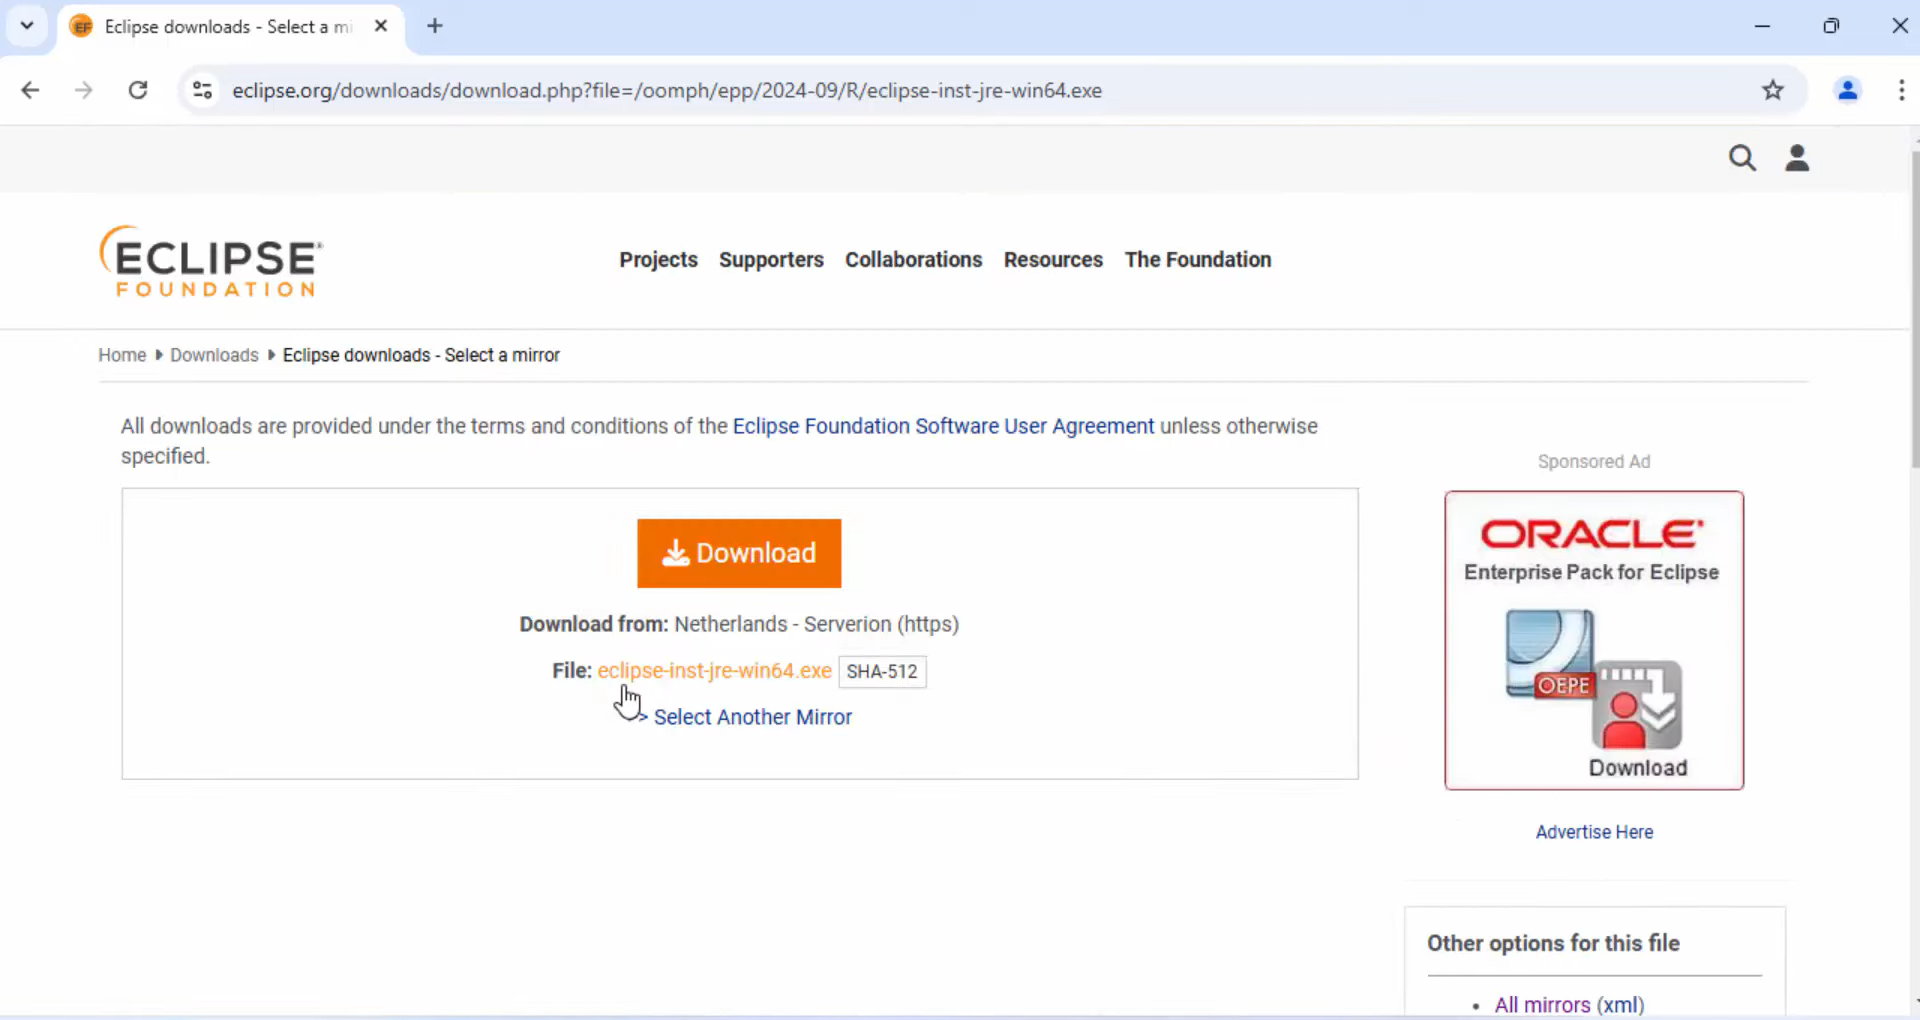 Eclipse downloads - Select a mi
eclipse.org/downloads/download.php?file=/oomph/epp/2024-09/R/eclipse-inst-jre-win64.exe
ECLIPSE
FOUNDATION
Projects Supporters Collaborations Resources The Foundation
Home Downloads Eclipse downloads - Select a mirror
All downloads are provided under the terms and conditions of the Eclipse Foundation Software User Agreement unless otherwise
specified.
Download
Download from: Netherlands - Serverion (https)
File: eclipse-inst-jre-win64.exe SHA-512
> Select Another Mirror
Sponsored Ad
ORACLE
Enterprise Pack for Eclipse
OEPE
Download
Advertise Here
Other options for this file
• All mirrors (xml)